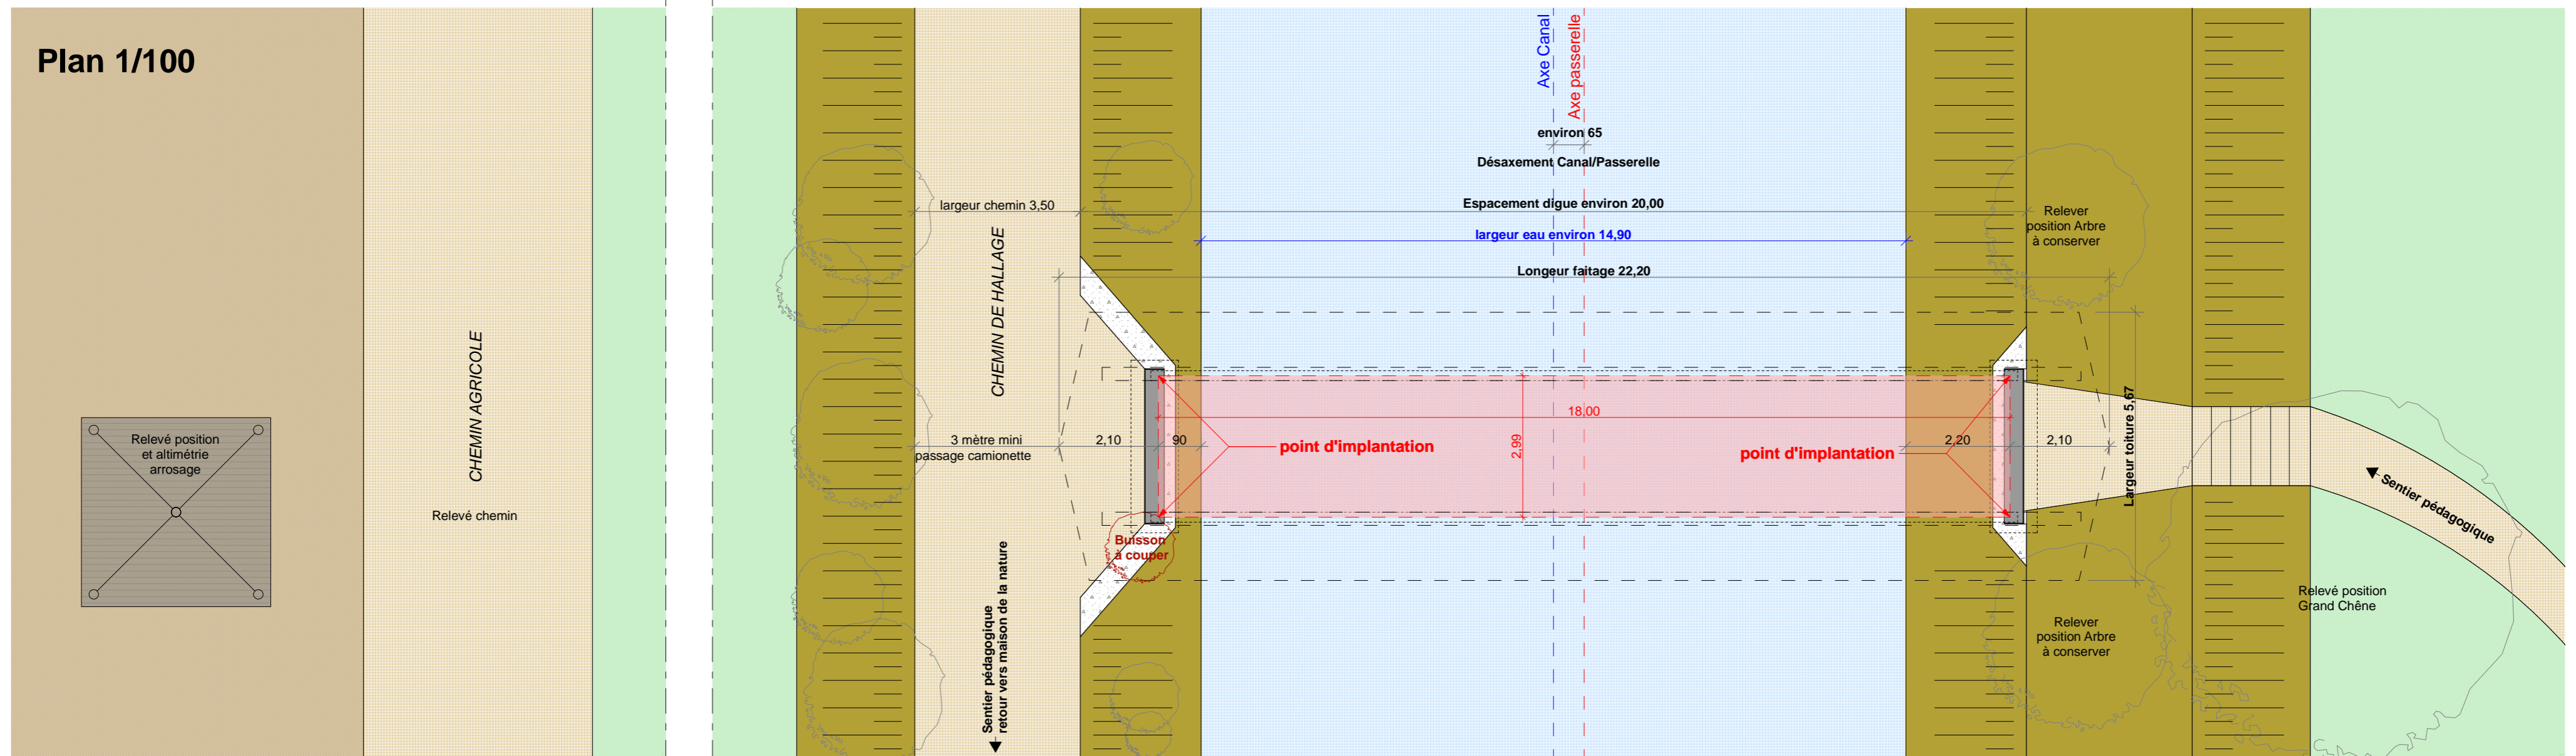 Plan 1/100
Axe Canal
Axe passerelle
environ 65
Désaxement Canal/Passerelle
largeur chemin 3,50
Espacement digue environ 20,00
largeur eau environ 14,90
Longeur faitage 22,20
Relever
position Arbre
à conserver
CHEMIN AGRICOLE
CHEMIN DE HALLAGE
Relevé position
et altimétrie
arrosage
Relevé chemin
3 mètre mini
passage camionette
2,10
90
18,00
2,99
point d'implantation
point d'implantation
2,20
2,10
Largeur toiture 5,67
Sentier pédagogique
Buisson
à couper
Sentier pédagogique
retour vers maison de la nature
Relevé position
Grand Chêne
Relever
position Arbre
à conserver